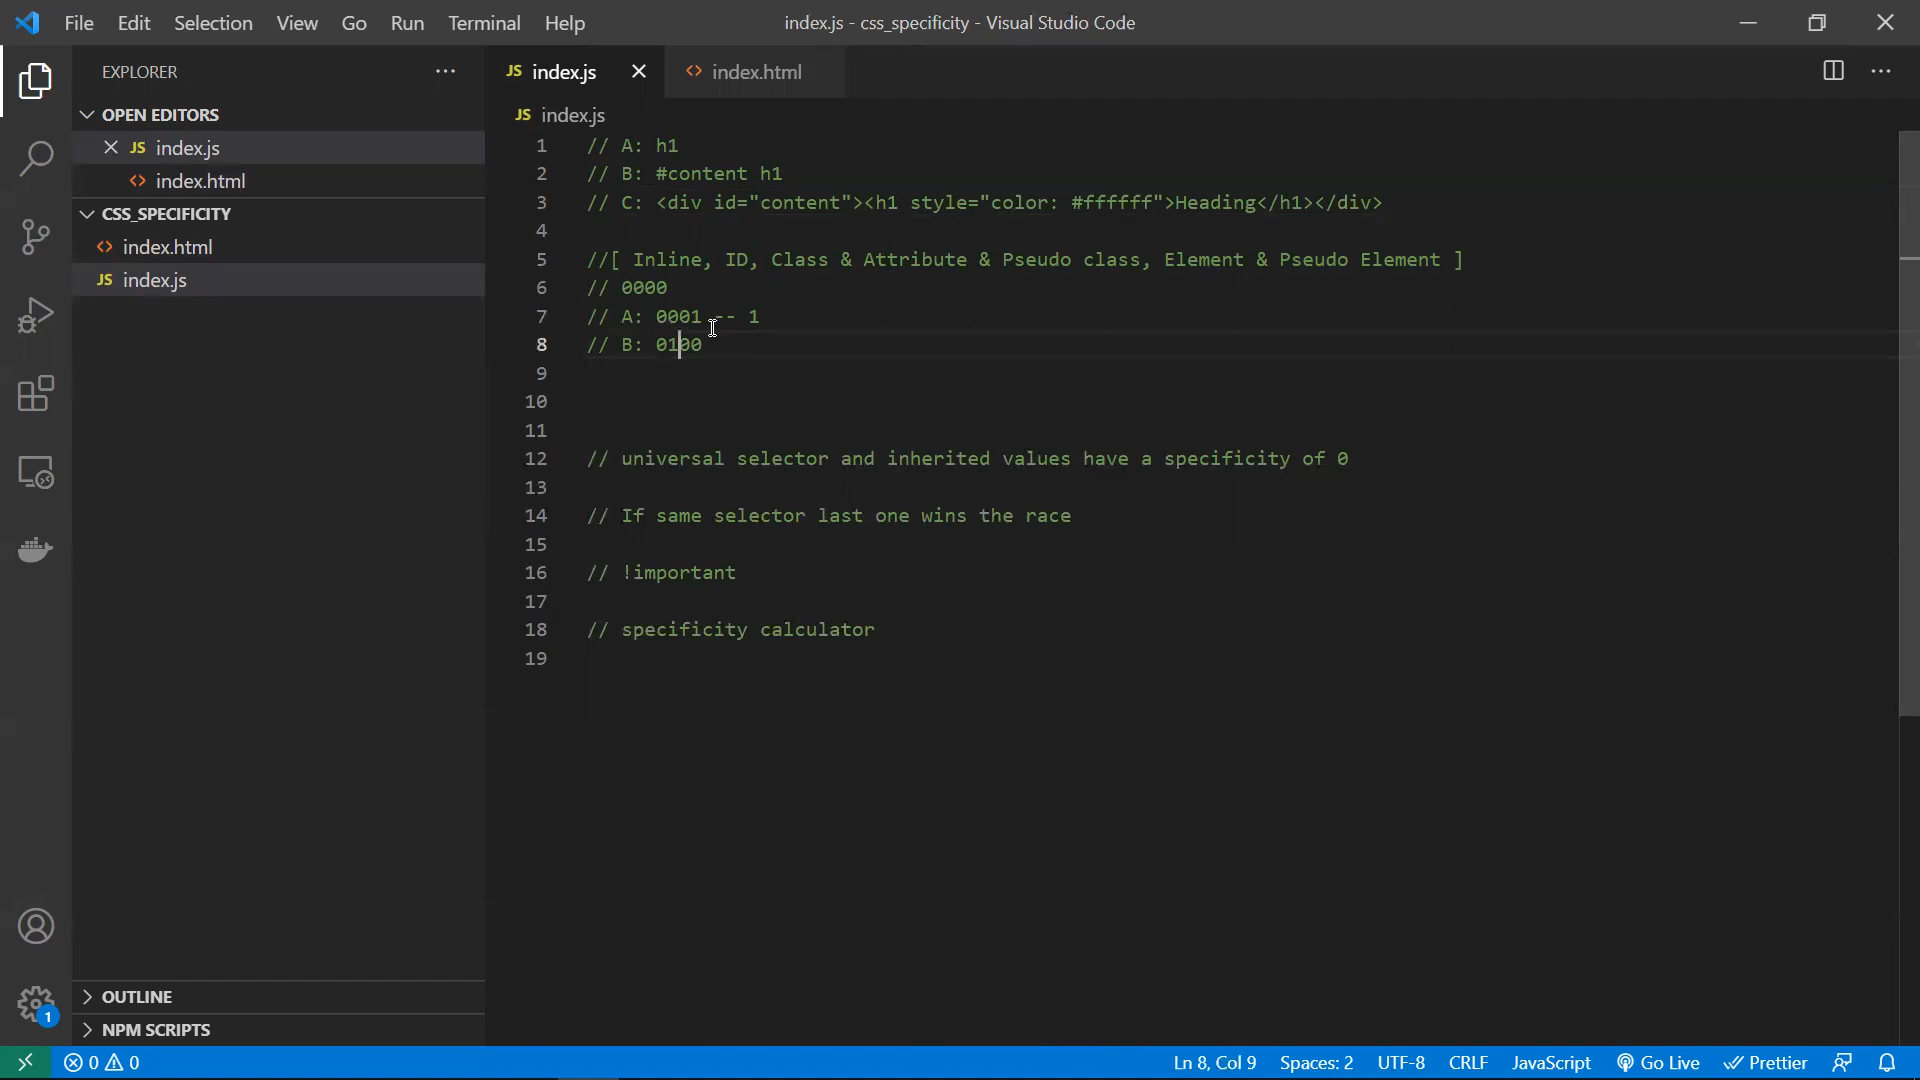 File Edit Selection View Go Run Terminal Help
index.js - css_specificity - Visual Studio Code
EXPLORER
OPEN EDITORS
JS index.js
<> index.html
CSS_SPECIFICITY
<> index.html
JS index.js
OUTLINE
NPM SCRIPTS
JS index.js
<> index.html
JS index.js
1 // A: h1
2 // B: #content h1
3 // C: <div id="content"><h1 style="color: #ffffff">Heading</h1></div>
4
5 //[ Inline, ID, Class & Attribute & Pseudo class, Element & Pseudo Element ]
6 // 0000
7 // A: 0001 -- 1
8 // B: 0100
9
10
11
12 // universal selector and inherited values have a specificity of 0
13
14 // If same selector last one wins the race
15
16 // !important
17
18 // specificity calculator
19
1
0 0
Ln 8, Col 9 Spaces: 2 UTF-8 CRLF JavaScript Go Live Prettier